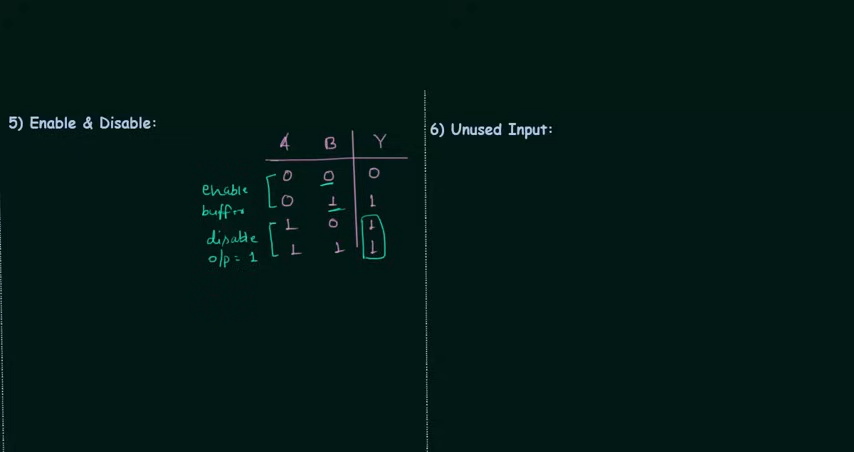 5) Enable & Disable:
A B Y
0 0 0
0 1 1
1 0 1
1 1 1
enable
buffer
disable
o/p = 1
6) Unused Input: